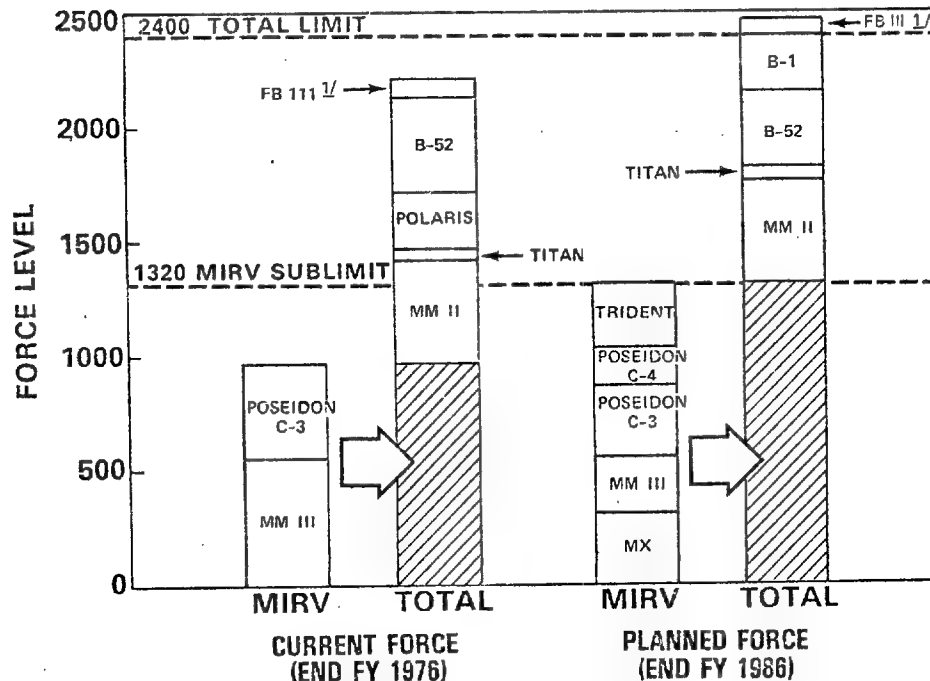 FORCE LEVEL
2500
2000
1500
1000
500
0
2400 TOTAL LIMIT
1320 MIRV SUBLIMIT
POSEIDON
C-3
MM III
FB 111 1/
B-52
POLARIS
TITAN
MM II
TRIDENT
POSEIDON
C-4
POSEIDON
C-3
MM III
MX
FB III 1/
B-1
B-52
TITAN
MM II
MIRV TOTAL MIRV TOTAL
CURRENT FORCE
(END FY 1976)
PLANNED FORCE
(END FY 1986)